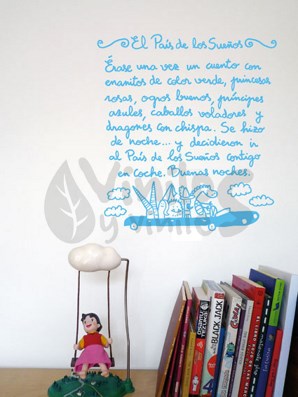 El País de los Sueños
Érase una vez un cuento con
enanitos de color verde, princesas
rosas, ogros buenos, príncipes
azules, caballos voladores y
dragones con chispa. Se hizo
de noche... y decidieron ir
al País de los Sueños contigo
en coche. Buenas noches.
Vinilos
y vinilos
BLACK JACK